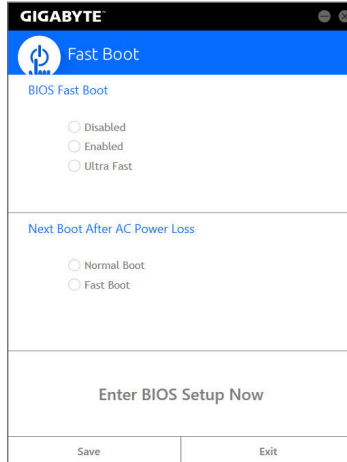 GIGABYTE™
Fast Boot
BIOS Fast Boot
Disabled
Enabled
Ultra Fast
Next Boot After AC Power Loss
Normal Boot
Fast Boot
Enter BIOS Setup Now
Save
Exit